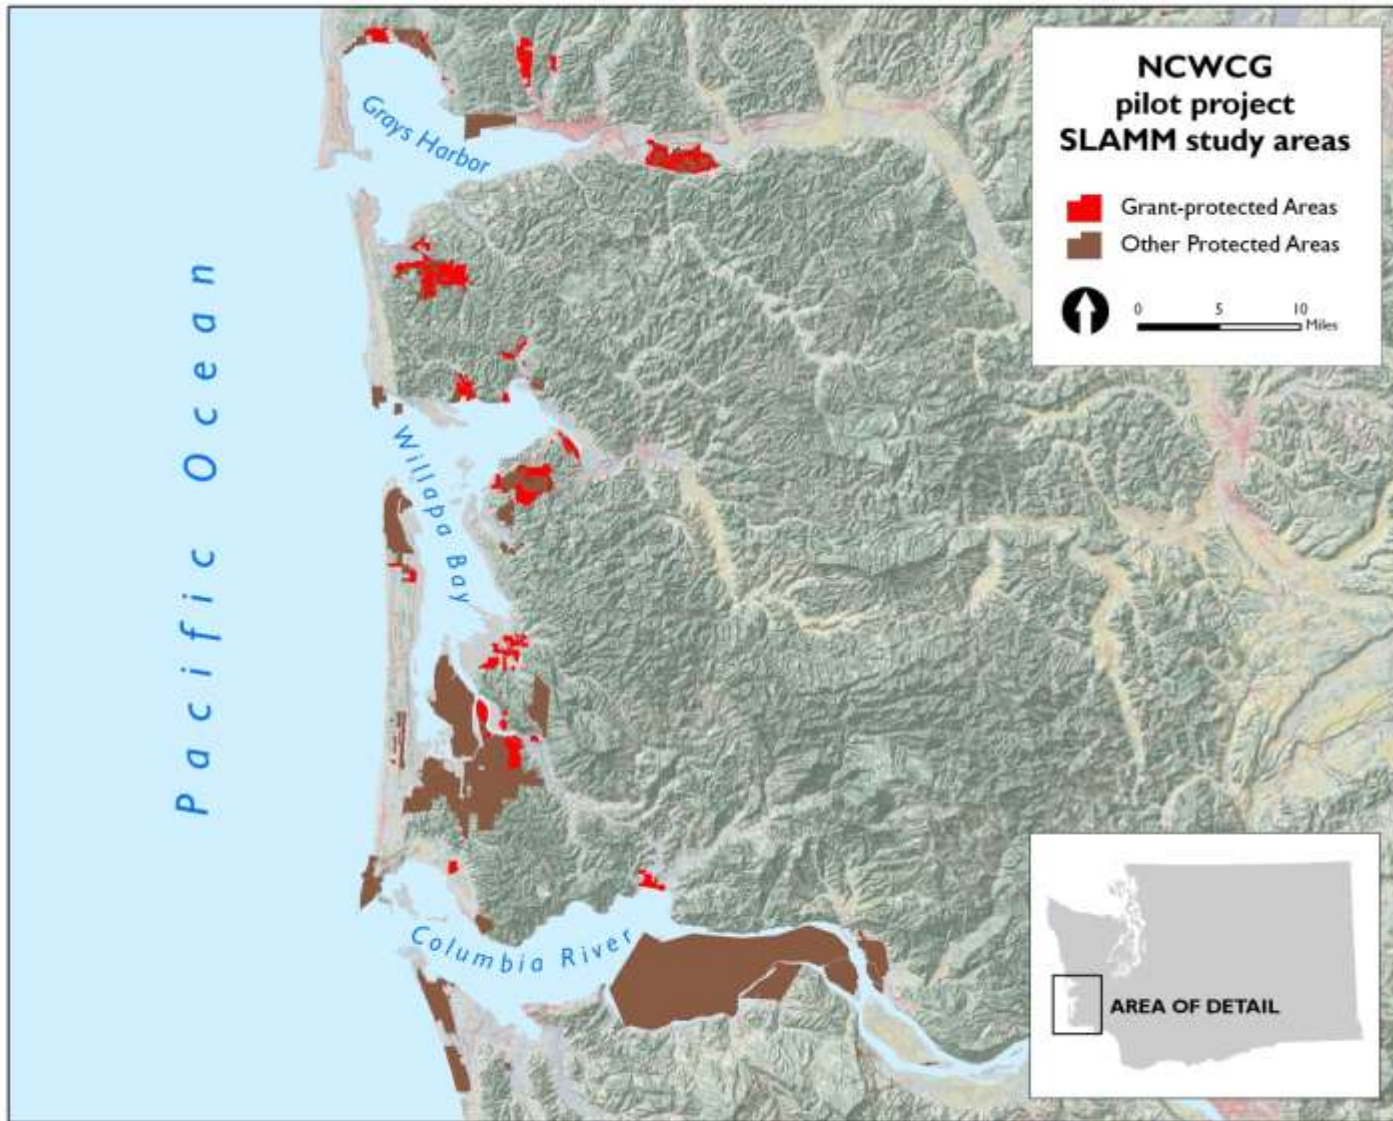 NCWCG
pilot project
SLAMM study areas
Grant-protected Areas
Other Protected Areas
0 5 10
Miles
Grays Harbor
Pacific Ocean
Willapa Bay
Columbia River
AREA OF DETAIL